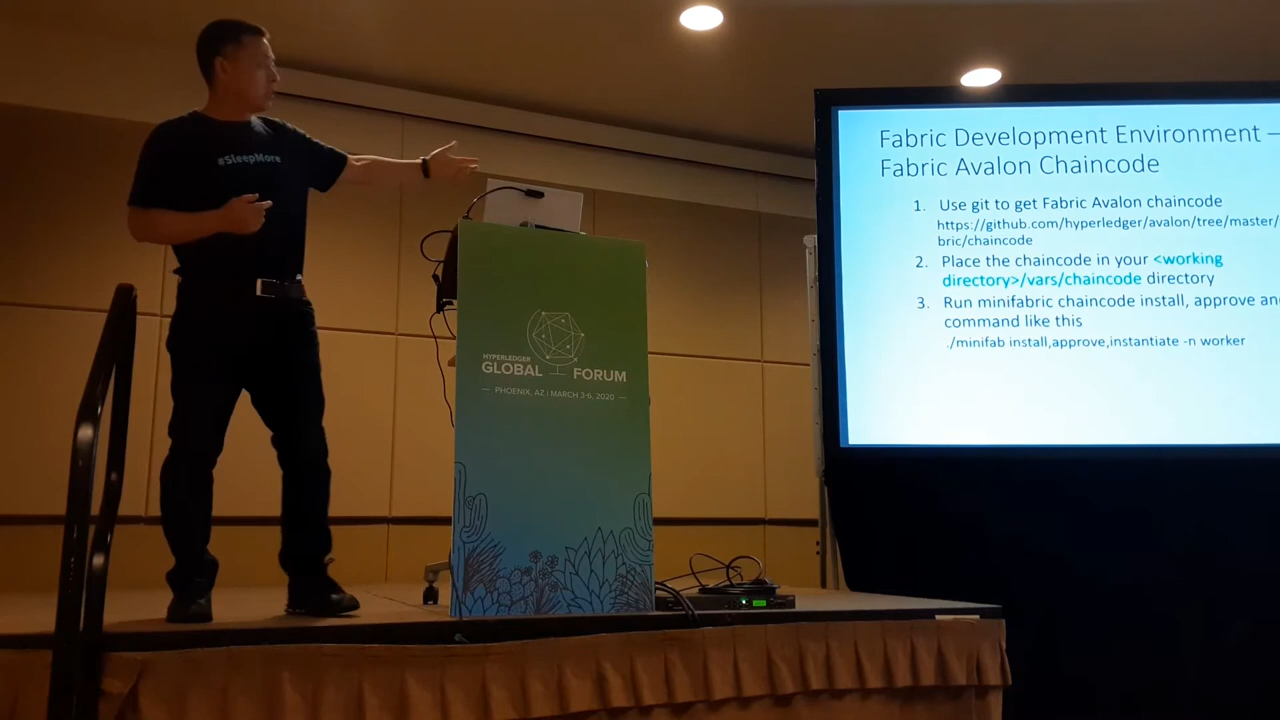 #SleepMore
HYPERLEDGER
GLOBAL FORUM
PHOENIX, AZ | MARCH 3-6, 2020
Fabric Development Environment –
Fabric Avalon Chaincode
1. Use git to get Fabric Avalon chaincode
https://github.com/hyperledger/avalon/tree/master/
bric/chaincode
2. Place the chaincode in your <working
directory>/vars/chaincode directory
3. Run minifabric chaincode install, approve an
command like this
./minifab install,approve,instantiate -n worker